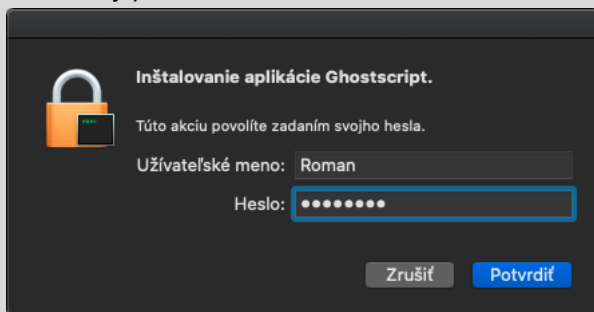 Inštalovanie aplikácie Ghostscript.
Túto akciu povolíte zadaním svojho hesla.
Užívateľské meno: Roman
Heslo: ••••••••
Zrušiť Potvrdiť